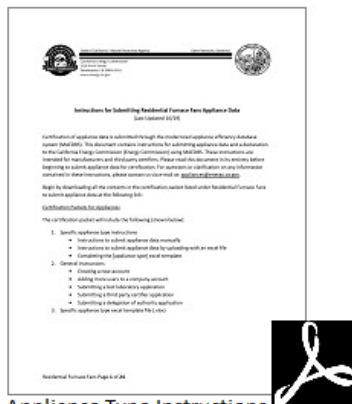 California Energy Commission
Instructions for Submitting Residential Furnace Fans Appliance Data
Certification of appliance data is submitted through the modernized appliance efficiency database
system (MAEDBS). This document contains instructions for submitting appliance data and a declaration
to the California Energy Commission (Energy Commission) using MAEDBS. These instructions are
intended for manufacturers and third party certifiers. Please read this document in its entirety before
beginning to submit appliance data for certification. For questions or clarification on any information
contained in these instructions, please contact us via e-mail at
Begin by downloading all the contents in the certification packet listed under Residential Furnace Fans
to submit appliance data at the following link:
Certification Packets for Appliances
The certification packet will include the following (shown below):
1. Specific appliance type instructions
• Instructions to submit appliance data manually
• Instructions to submit appliance data by uploading with an excel file
• Completing the (appliance type) excel template
2. General instructions
• Creating a new account
• Adding more users to a company account
• Submitting a test laboratory application
• Submitting a third party certifier application
• Submitting a delegation of authority application
3. Specific appliance type excel template file (.xlsx)
Residential Furnace Fans Page 1 of
Appliance Type Instructions